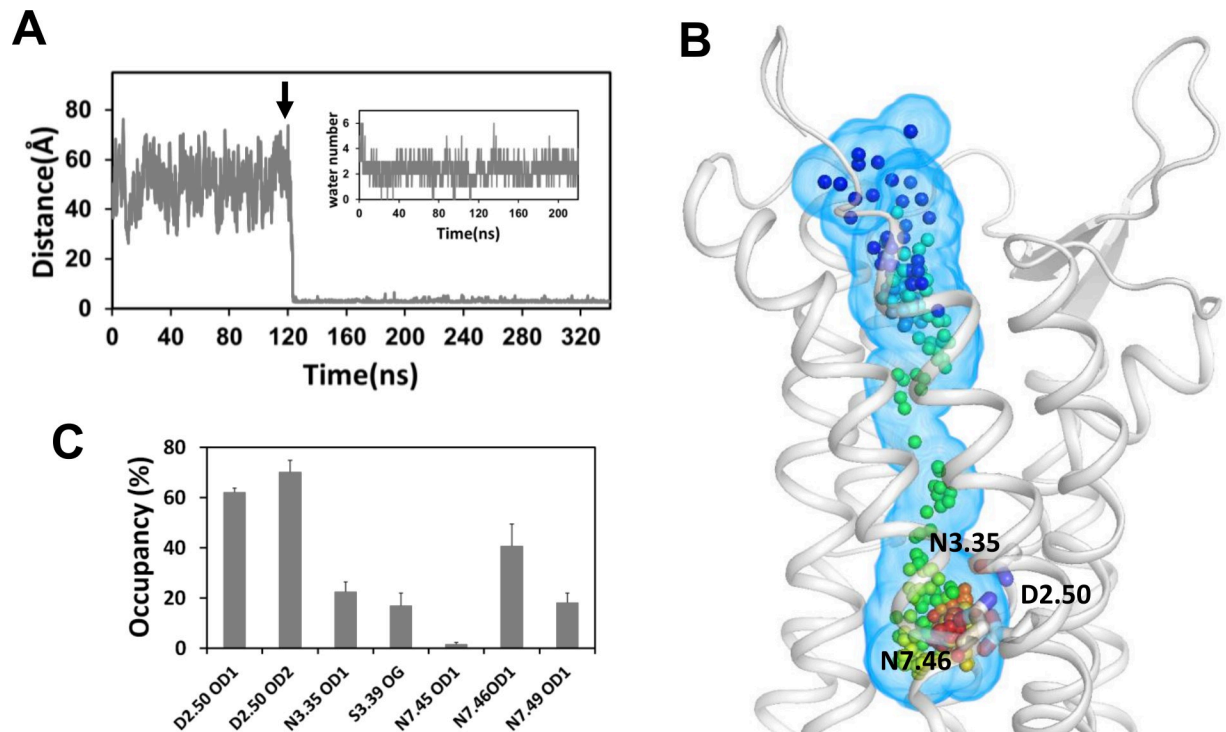 A
Distance(Å)
80
60
40
20
0
0 40 80 120 160 200 240 280 320
Time(ns)
water number
6
4
2
0
0 40 80 120 160 200
Time(ns)
B
N3.35
D2.50
N7.46
C
Occupancy (%)
80
60
40
20
0
D2.50 OD1
D2.50 OD2
N3.35 OD1
S3.39 OG
N7.45 OD1
N7.46OD1
N7.49 OD1